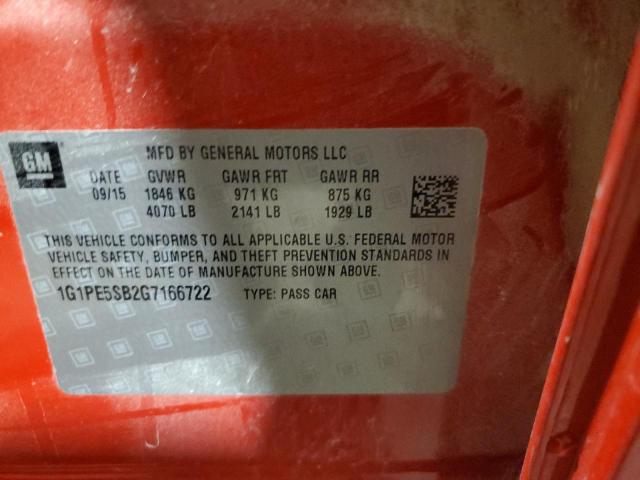 GM
MFD BY GENERAL MOTORS LLC
DATE GVWR GAWR FRT GAWR RR
09/15 1846 KG 971 KG 875 KG
4070 LB 2141 LB 1929 LB
THIS VEHICLE CONFORMS TO ALL APPLICABLE U.S. FEDERAL MOTOR
VEHICLE SAFETY, BUMPER, AND THEFT PREVENTION STANDARDS IN
EFFECT ON THE DATE OF MANUFACTURE SHOWN ABOVE.
1G1PE5SB2G7166722 TYPE: PASS CAR